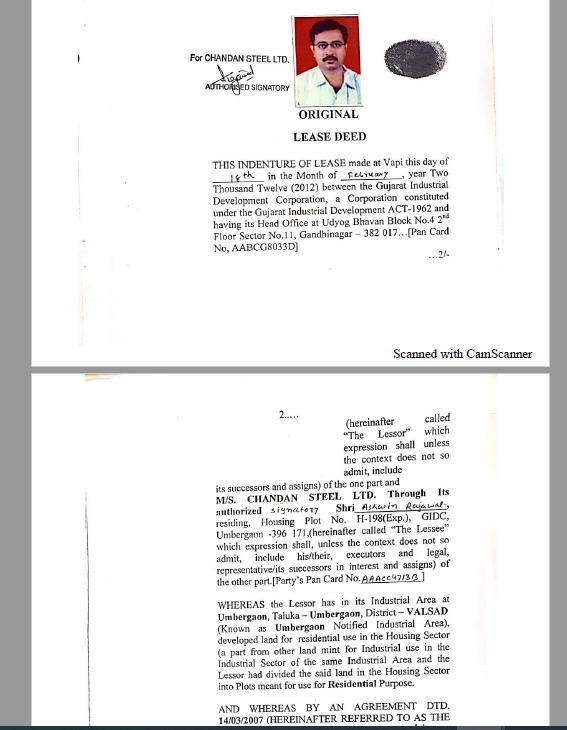 For CHANDAN STEEL LTD.
AUTHORISED SIGNATORY
ORIGINAL
LEASE DEED
THIS INDENTURE OF LEASE made at Vapi this day of
18th in the Month of February, year Two
Thousand Twelve (2012) between the Gujarat Industrial
Development Corporation, a Corporation constituted
under the Gujarat Industrial Development ACT-1962 and
having its Head Office at Udyog Bhavan Block No.4 2nd
Floor Sector No.11, Gandhinagar – 382 017...[Pan Card
No, AABCG8033D]
...2/-
Scanned with CamScanner
2.....
(hereinafter called
“The Lessor” which
expression shall unless
the context does not so
admit, include
its successors and assigns) of the one part and
M/S. CHANDAN STEEL LTD. Through Its
authorized signatory Shri Ashwin
residing, Housing Plot No. H-198(Exp.), GIDC,
Umbergaon -396 171,(hereinafter called “The Lessee”
which expression shall, unless the context does not so
admit, include his/their, executors and legal,
representative/its successors in interest and assigns) of
the other part.[Party's Pan Card No. AAACC4713B]
WHEREAS the Lessor has in its Industrial Area at
Umbergaon, Taluka – Umbergaon, District – VALSAD
(Known as Umbergaon Notified Industrial Area),
developed land for residential use in the Housing Sector
(a part from other land mint for Industrial use in the
Industrial Sector of the same Industrial Area and the
Lessor had divided the said land in the Housing Sector
into Plots meant for use for Residential Purpose.
AND WHEREAS BY AN AGREEMENT DTD.
14/03/2007 (HEREINAFTER REFERRED TO AS THE